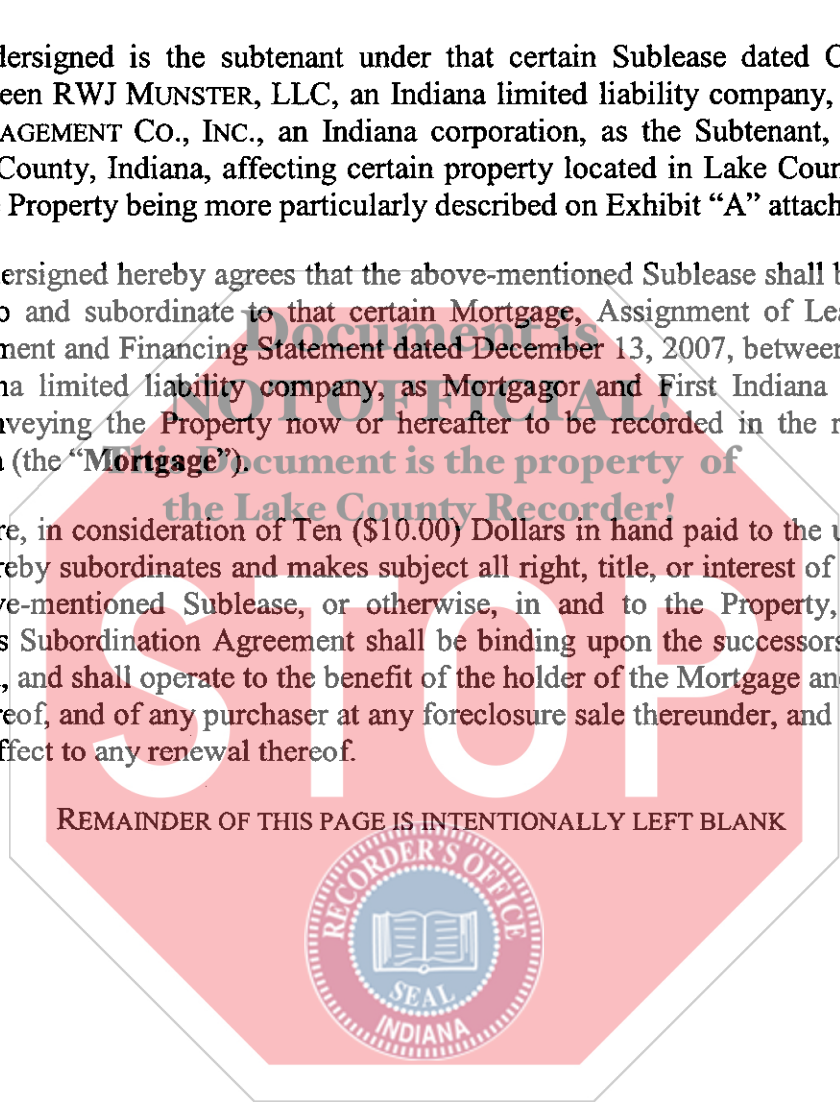 dersigned is the subtenant under that certain Sublease dated
een RWJ MUNSTER, LLC, an Indiana limited liability company,
AGEMENT CO., INC., an Indiana corporation, as the Subtenant,
County, Indiana, affecting certain property located in Lake Coun
Property being more particularly described on Exhibit “A” attach
ersigned hereby agrees that the above-mentioned Sublease shall b
o and subordinate to that certain Mortgage, Assignment of Lea
ment and Financing Statement dated December 13, 2007, between
na limited liability company, as Mortgagor and First Indiana
nveying the Property now or hereafter to be recorded in the r
(the “Mortgage”).
re, in consideration of Ten ($10.00) Dollars in hand paid to the u
reby subordinates and makes subject all right, title, or interest of
ve-mentioned Sublease, or otherwise, in and to the Property,
s Subordination Agreement shall be binding upon the successors
, and shall operate to the benefit of the holder of the Mortgage an
reof, and of any purchaser at any foreclosure sale thereunder, and
ffect to any renewal thereof.
REMAINDER OF THIS PAGE IS INTENTIONALLY LEFT BLANK
Document is
NOT OFFICIAL!
This Document is the property of
the Lake County Recorder!
STOP
RECORDER'S OFFICE
SEAL
INDIANA